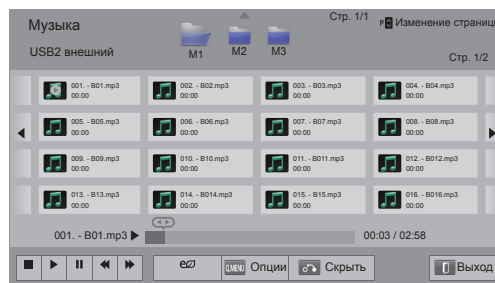 Музыка
Стр. 1/1
P Изменение страниц
USB2 внешний
M1
M2
M3
Стр. 1/2
001. - B01.mp3
00:00
002. - B02.mp3
00:00
003. - B03.mp3
00:00
004. - B04.mp3
00:00
005. - B05.mp3
00:00
006. - B06.mp3
00:00
007. - B07.mp3
00:00
008. - B08.mp3
00:00
009. - B09.mp3
00:00
010. - B10.mp3
00:00
011. - B011.mp3
00:00
012. - B012.mp3
00:00
013. - B13.mp3
00:00
014. - B014.mp3
00:00
015. - B15.mp3
00:00
016. - B016.mp3
00:00
001. - B01.mp3
00:03 / 02:58
Q.MENU Опции
Скрыть
Выход